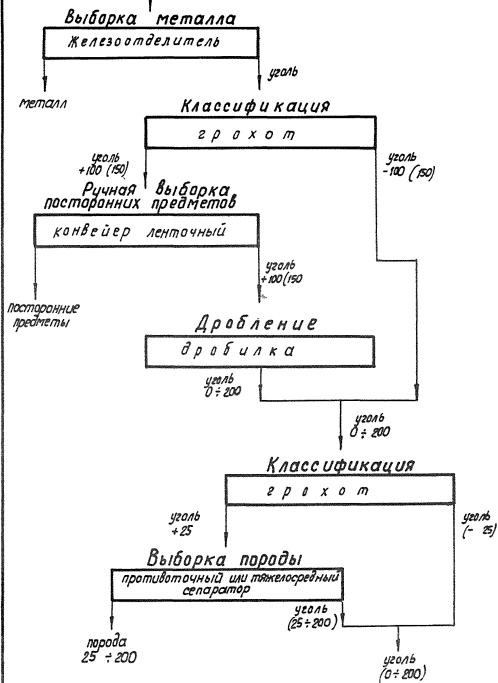 Выборка металла
Железоотделитель
уголь
металл
Классификация
грохот
уголь
+100 (150)
уголь
-100 (150)
Ручная выборка
посторонних предметов
конвейер ленточный
уголь
+100(150
посторонние
предметы
Дробление
дробилка
уголь
0÷200
уголь
0÷200
Классификация
грохот
уголь
+25
уголь
(- 25)
Выборка породы
противоточный или тяжелосредный
сепаратор
уголь
(25÷200)
порода
25 ÷200
уголь
(0÷200)